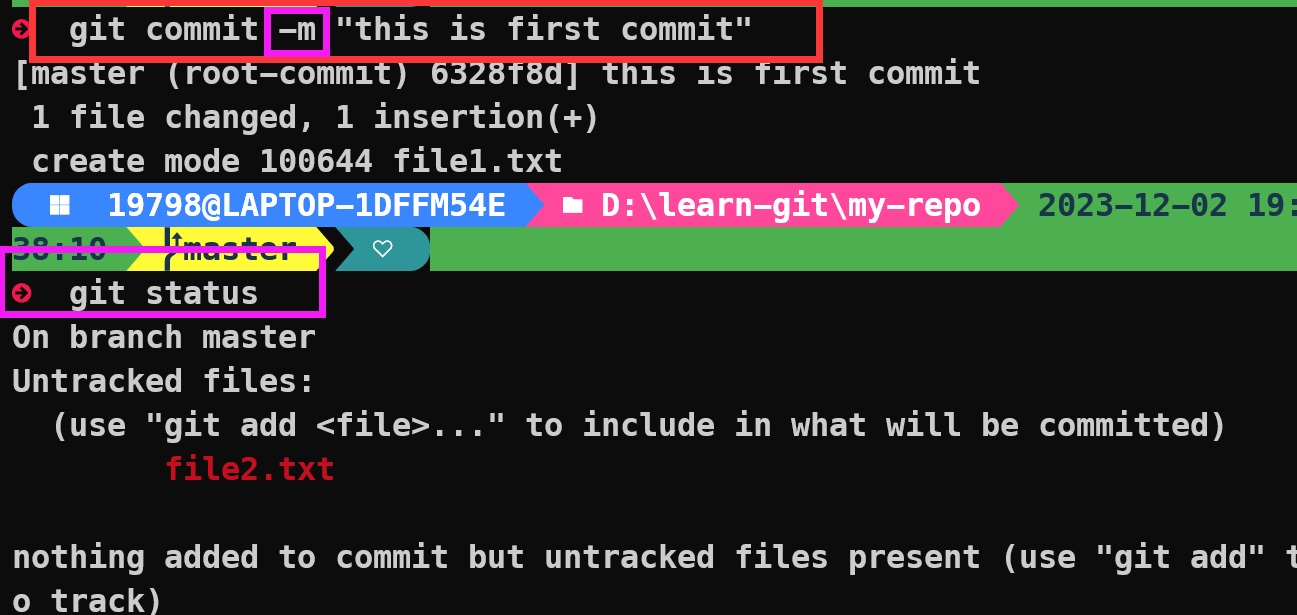 git commit -m "this is first commit"
[master (root-commit) 6328f8d] this is first commit
 1 file changed, 1 insertion(+)
 create mode 100644 file1.txt
19798@LAPTOP-1DFFM54E D:\learn-git\my-repo 2023-12-02 19:
38:10 master
git status
On branch master
Untracked files:
  (use "git add <file>..." to include in what will be committed)
        file2.txt

nothing added to commit but untracked files present (use "git add" t
o track)